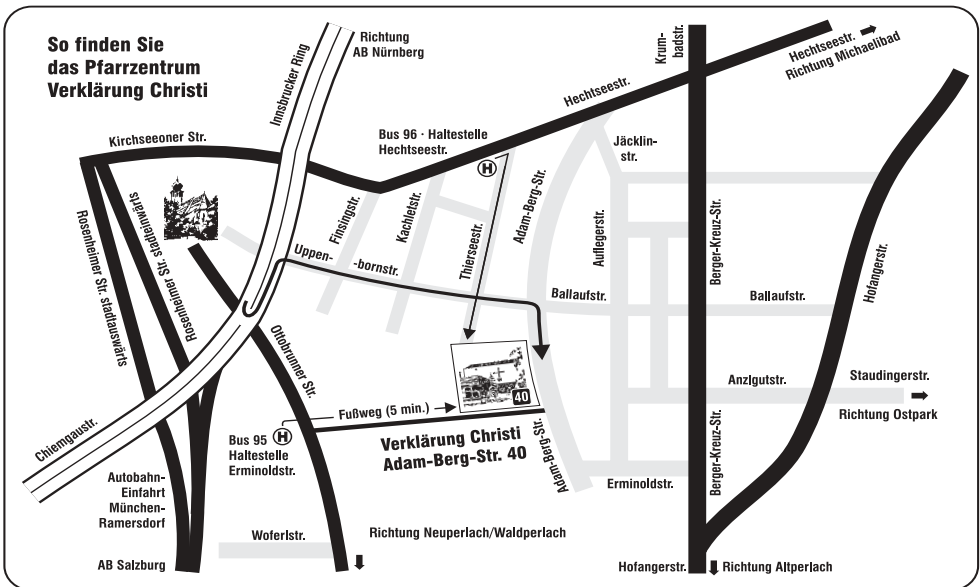 So finden Sie
das Pfarrzentrum
Verklärung Christi
Richtung
AB Nürnberg
Innsbrucker Ring
Krum-
badstr.
Hechtseestr.
Richtung Michaelibad
Hechtseestr.
Kirchseeoner Str.
Bus 96 · Haltestelle
Hechtseestr.
H
Jäcklin-
str.
Rosenheimer Str. stadtauswärts
Rosenheimer Str. stadteinwärts
Finsingstr.
Kachletstr.
Thierseestr.
Adam-Berg-Str.
Auflegerstr.
Berger-Kreuz-Str.
Hofangerstr.
Uppen-
-bornstr.
Ballaufstr.
Ballaufstr.
Ottobrunner Str.
Anzlgutstr.
Staudingerstr.
Richtung Ostpark
40
Fußweg (5 min.)
Chiemgaustr.
Bus 95
H
Haltestelle
Erminoldstr.
Verklärung Christi
Adam-Berg-Str. 40
Adam-Berg-Str.
Erminoldstr.
Berger-Kreuz-Str.
Autobahn-
Einfahrt
München-
Ramersdorf
Woferlstr.
Richtung Neuperlach/Waldperlach
AB Salzburg
Hofangerstr.
Richtung Altperlach